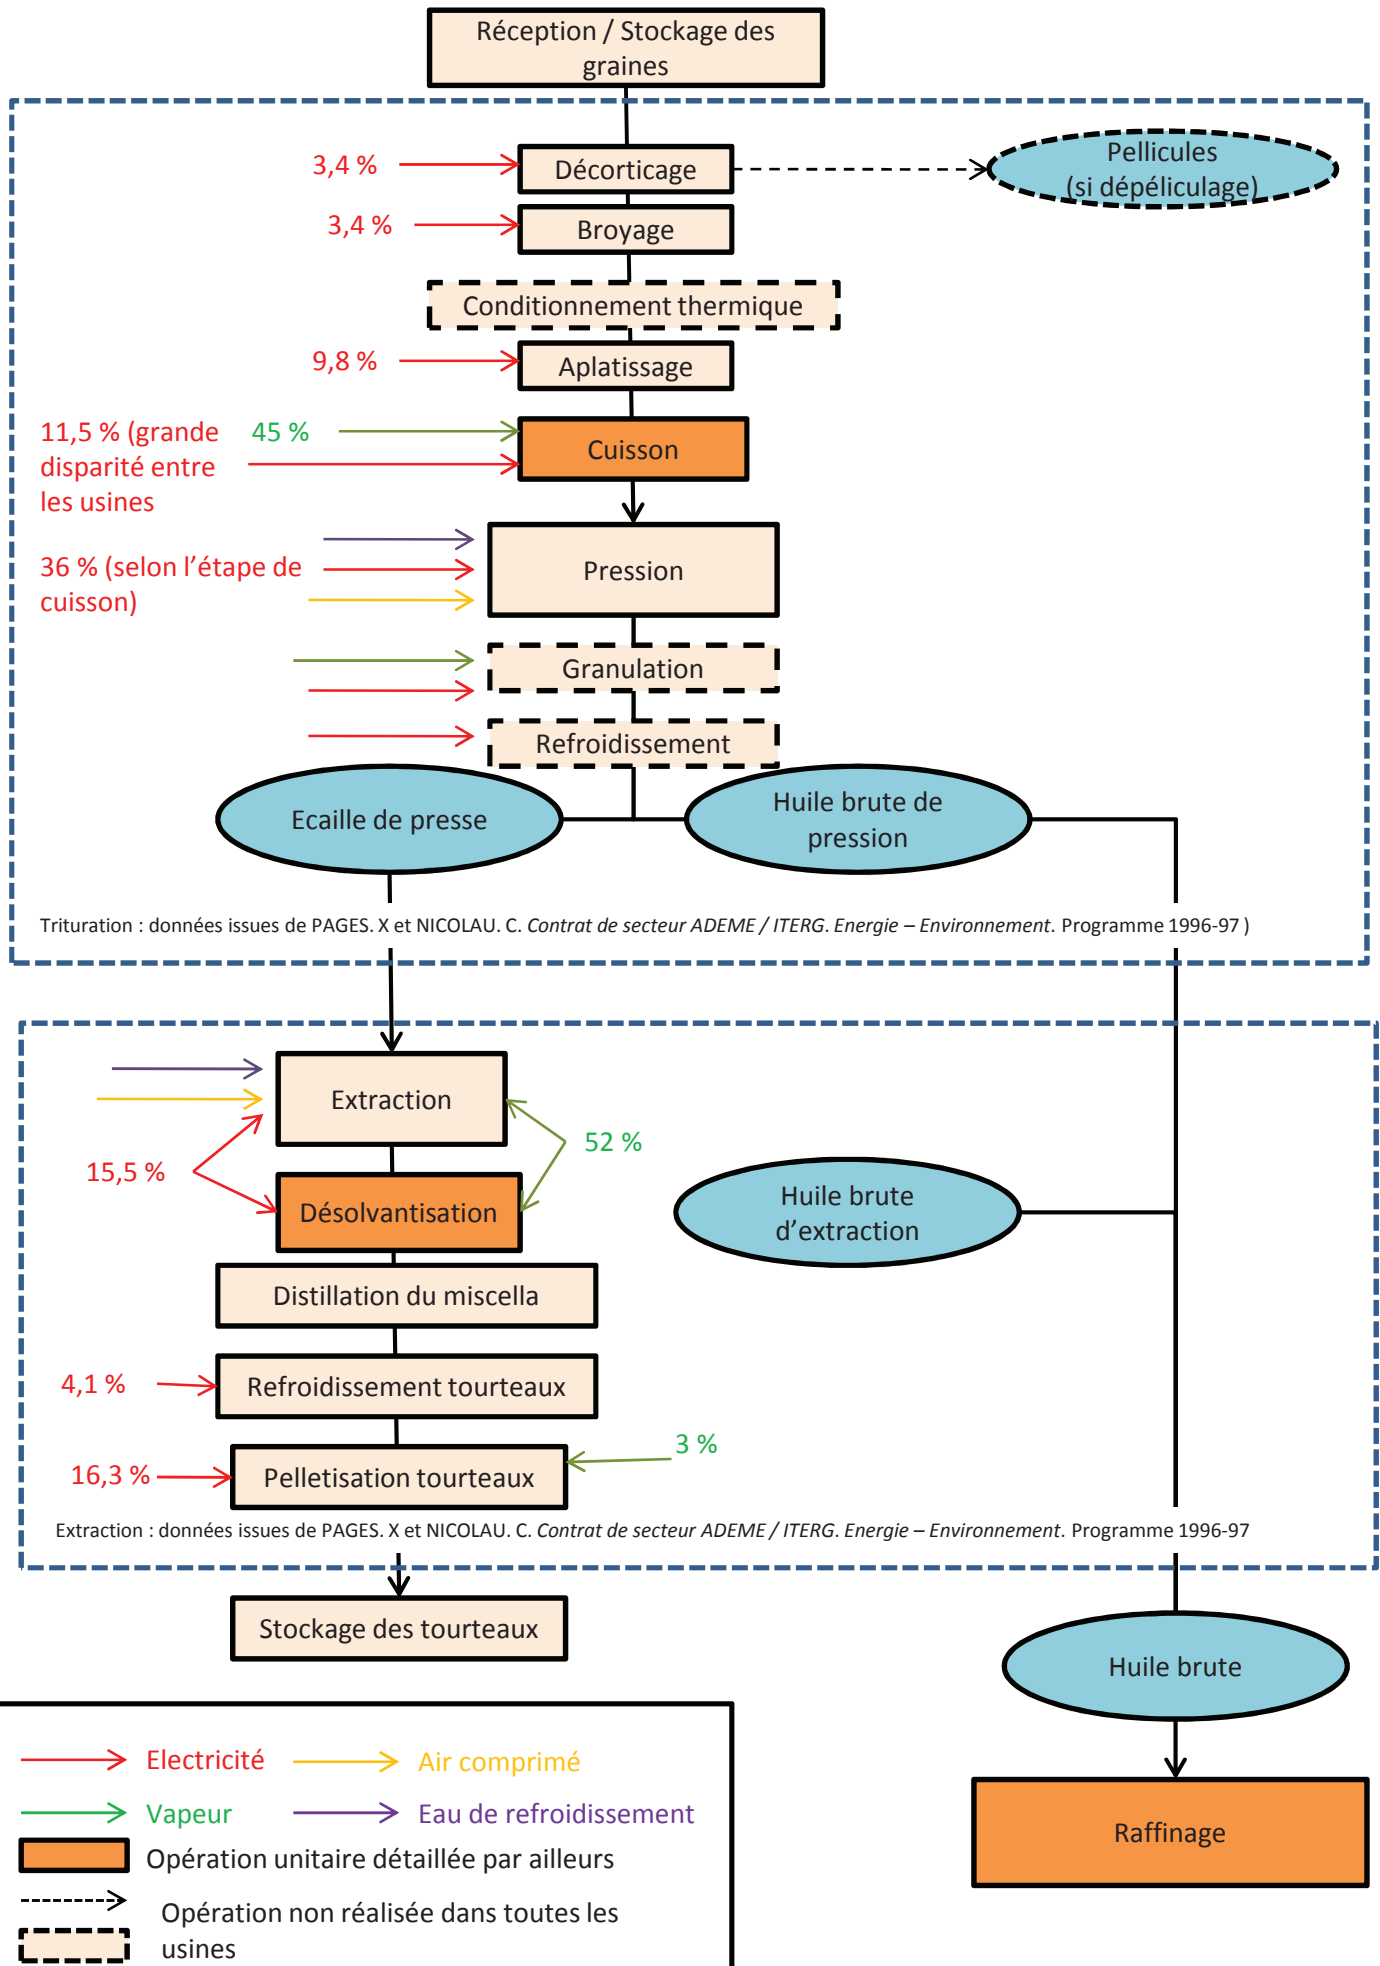 Réception / Stockage des
graines
3,4 %
Décorticage
Pellicules
(si dépéliculage)
3,4 %
Broyage
Conditionnement thermique
9,8 %
Aplatissage
11,5 % (grande
disparité entre
les usines
45 %
Cuisson
36 % (selon l'étape de
cuisson)
Pression
Granulation
Refroidissement
Ecaille de presse
Huile brute de
pression
Trituration : données issues de PAGES. X et NICOLAU. C. Contrat de secteur ADEME / ITERG. Energie – Environnement. Programme 1996-97 )
Extraction
52 %
15,5 %
Désolvantisation
Huile brute
d'extraction
Distillation du miscella
4,1 %
Refroidissement tourteaux
3 %
16,3 %
Pelletisation tourteaux
Extraction : données issues de PAGES. X et NICOLAU. C. Contrat de secteur ADEME / ITERG. Energie – Environnement. Programme 1996-97
Stockage des tourteaux
Huile brute
Raffinage
Electricité
Air comprimé
Vapeur
Eau de refroidissement
Opération unitaire détaillée par ailleurs
Opération non réalisée dans toutes les
usines